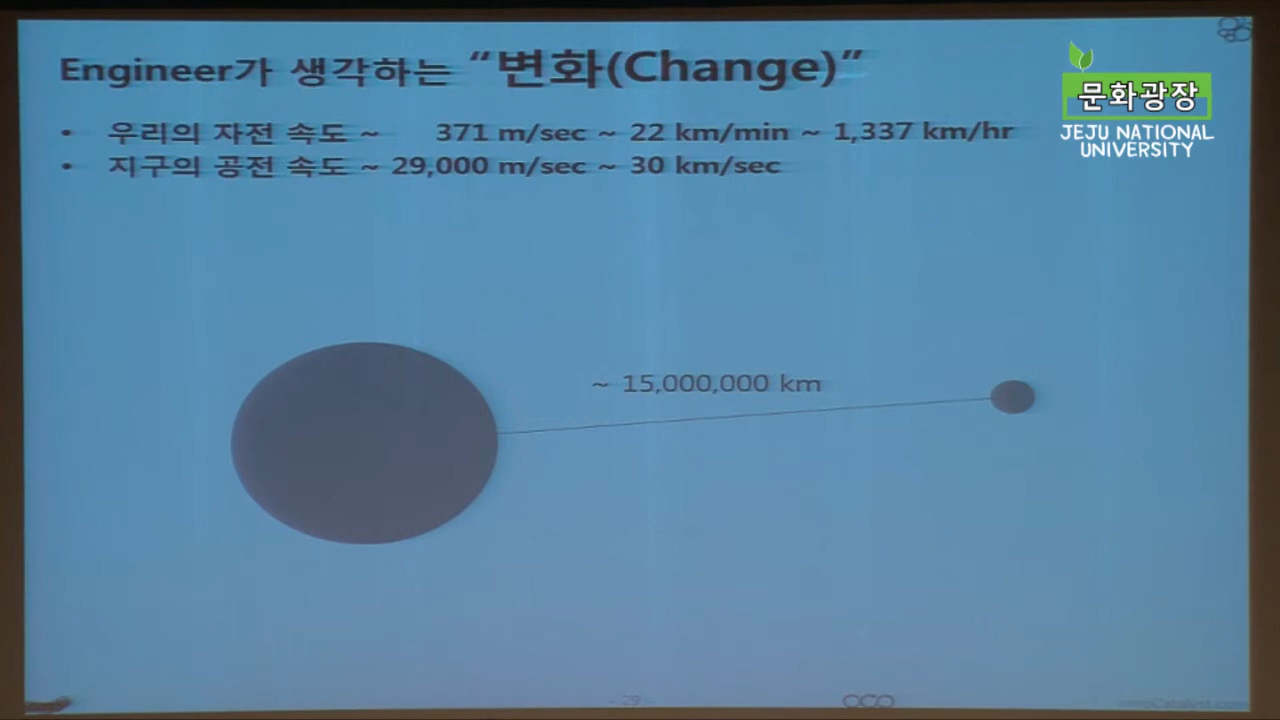 Engineer가 생각하는 “변화(Change)”
• 우리의 자전 속도 ~ 371 m/sec ~ 22 km/min ~ 1,337 km/hr
• 지구의 공전 속도 ~ 29,000 m/sec ~ 30 km/sec
문화광장
JEJU NATIONAL
UNIVERSITY
~ 15,000,000 km
- 29 -